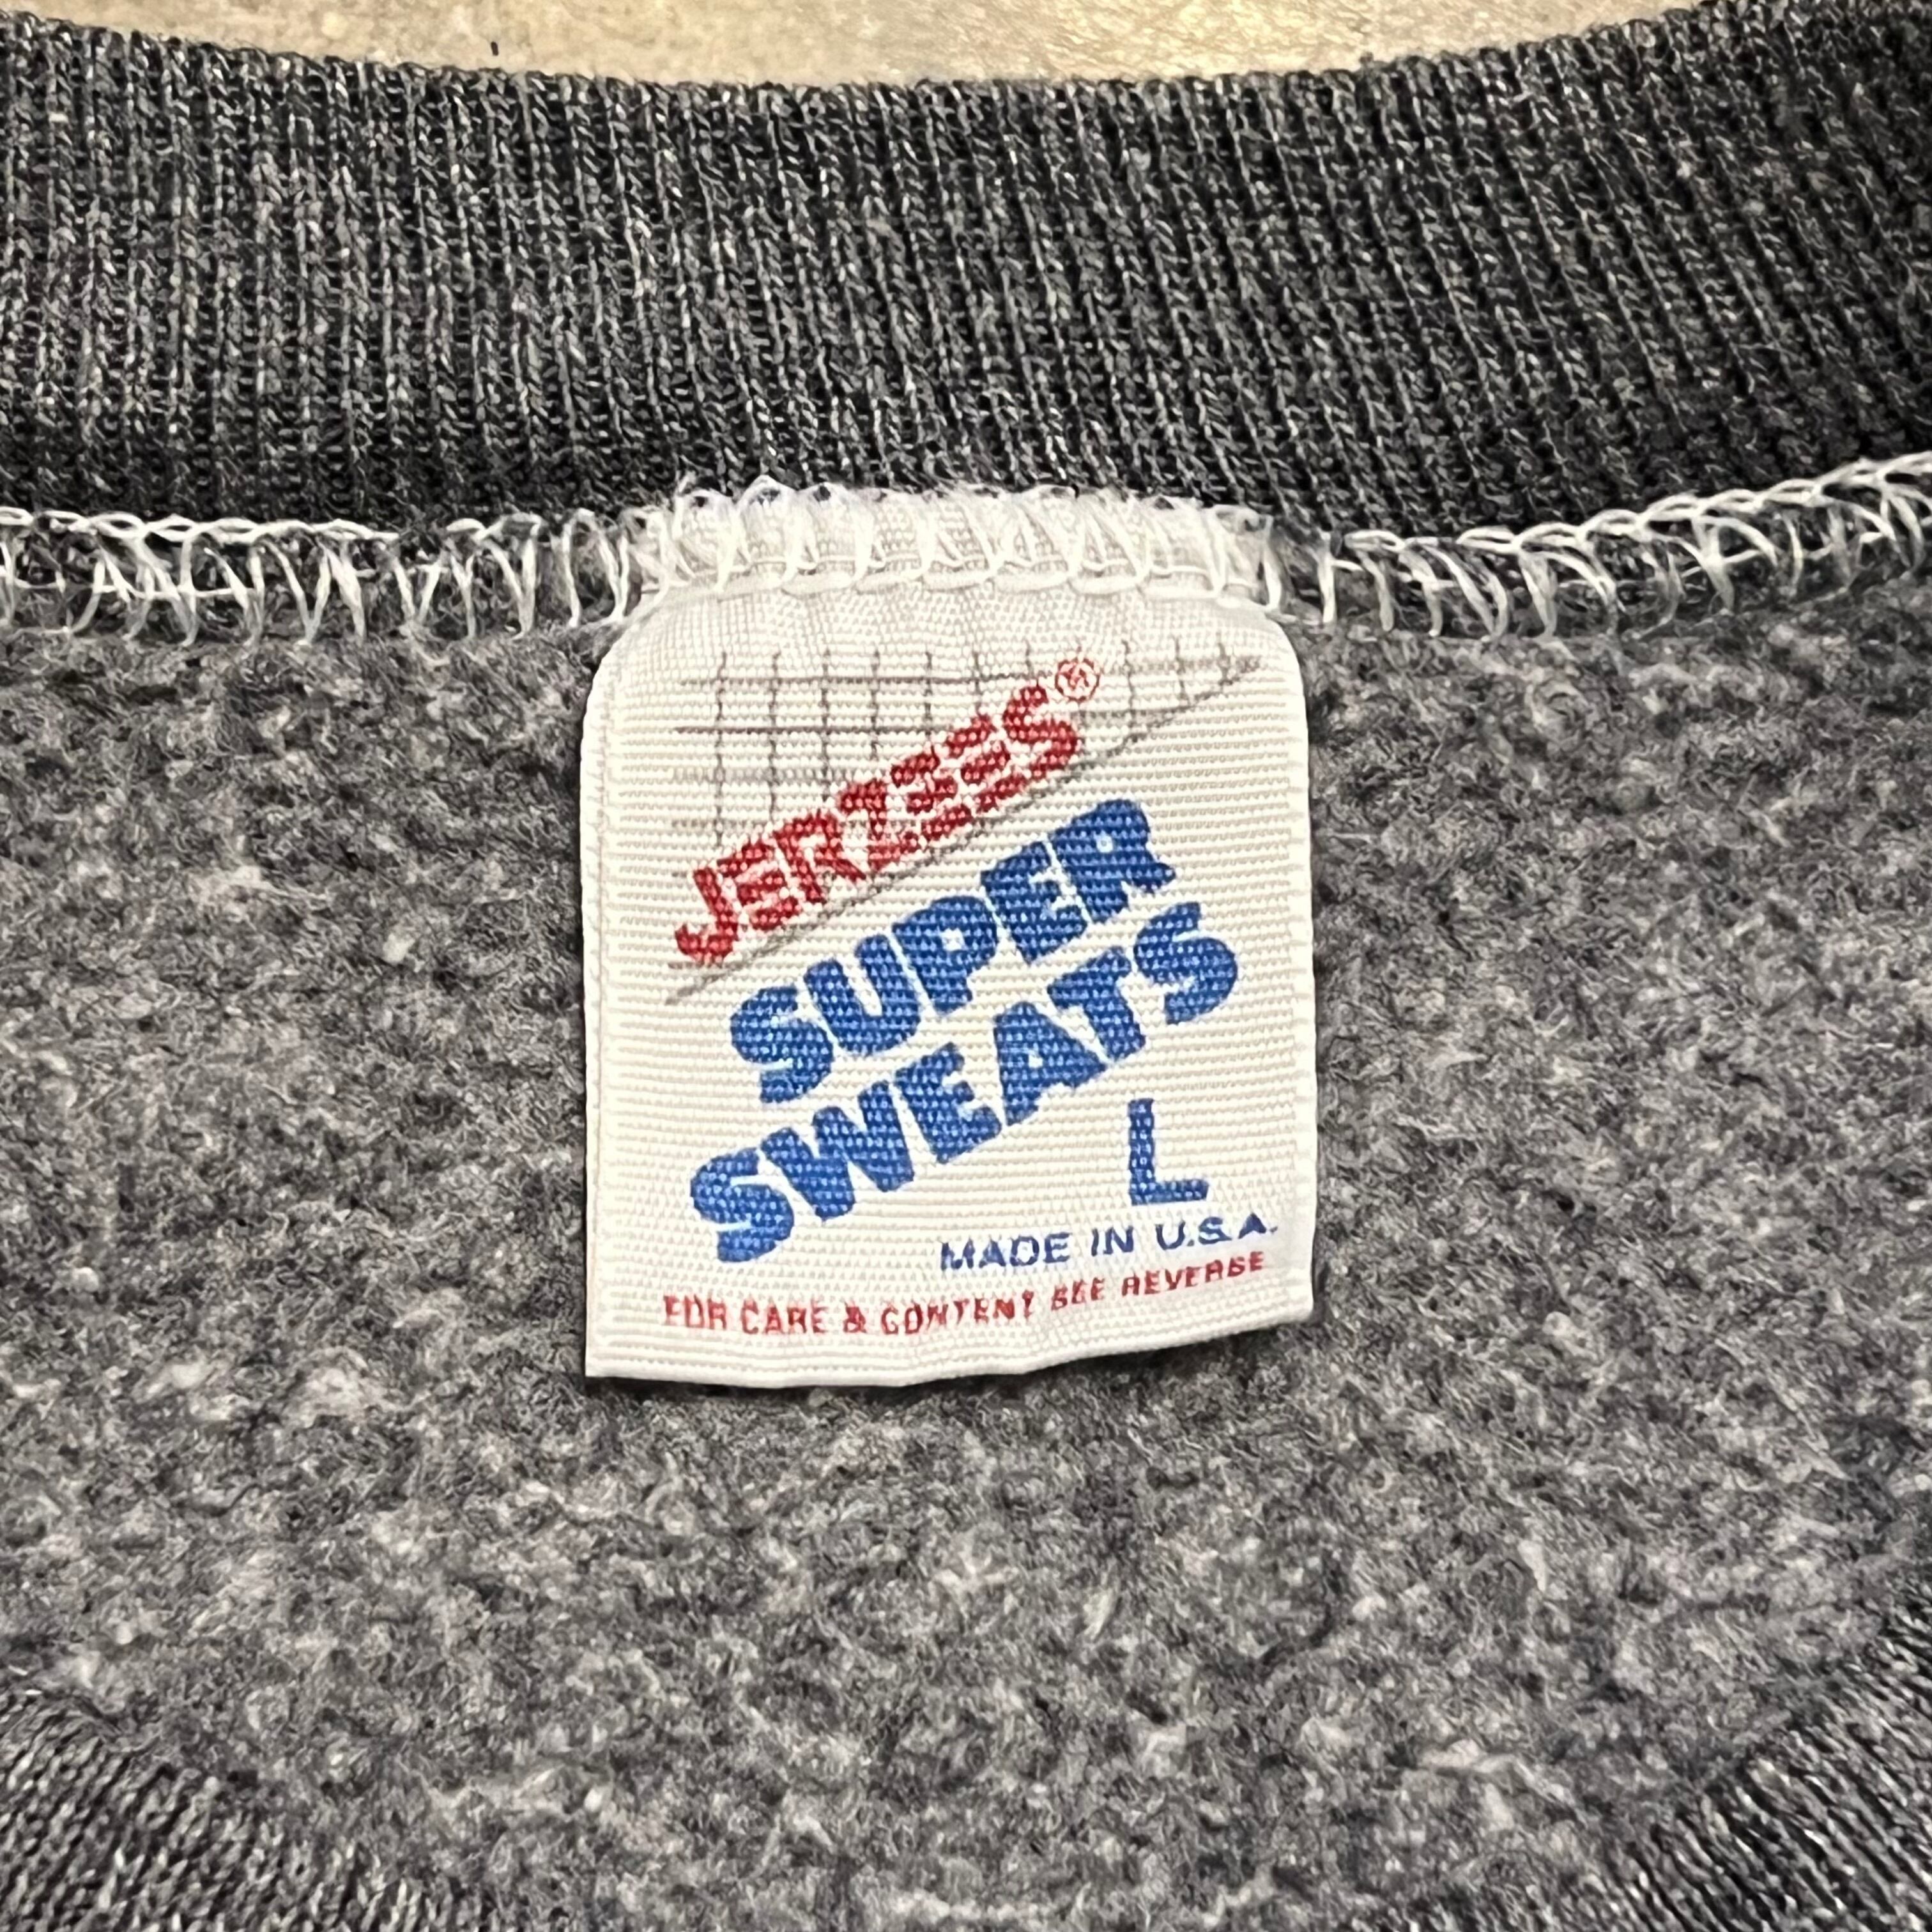 JERZEES®
SUPER
SWEATS
L
MADE IN U.S.A.
FOR CARE & CONTENT SEE REVERSE